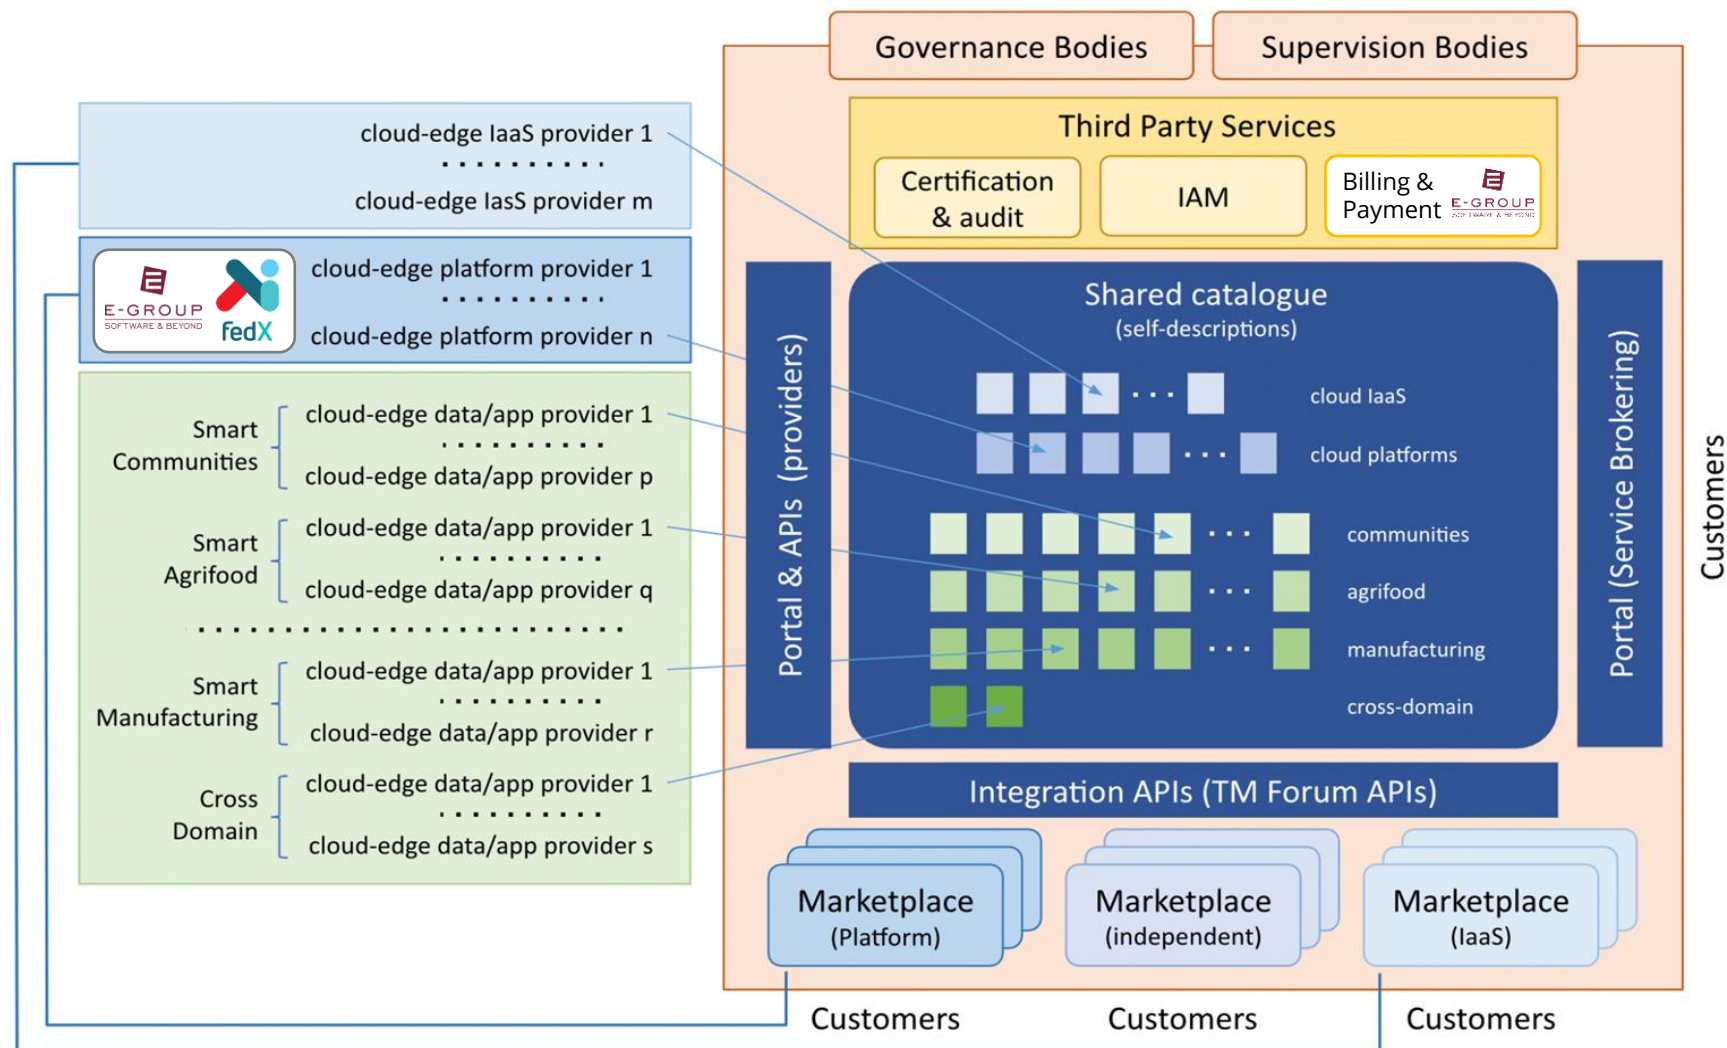 Governance Bodies
Supervision Bodies
cloud-edge IaaS provider 1
cloud-edge IasS provider m
E-GROUP
SOFTWARE & BEYOND
fedX
cloud-edge platform provider 1
cloud-edge platform provider n
Smart
Communities
cloud-edge data/app provider 1
cloud-edge data/app provider p
Smart
Agrifood
cloud-edge data/app provider 1
cloud-edge data/app provider q
Smart
Manufacturing
cloud-edge data/app provider 1
cloud-edge data/app provider r
Cross
Domain
cloud-edge data/app provider 1
cloud-edge data/app provider s
Third Party Services
Certification
& audit
IAM
Billing &
Payment
E-GROUP
SOFTWARE & BEYOND
Portal & APIs (providers)
Shared catalogue
(self-descriptions)
cloud IaaS
cloud platforms
communities
agrifood
manufacturing
cross-domain
Portal (Service Brokering)
Customers
Integration APIs (TM Forum APIs)
Marketplace
(Platform)
Marketplace
(independent)
Marketplace
(IaaS)
Customers
Customers
Customers